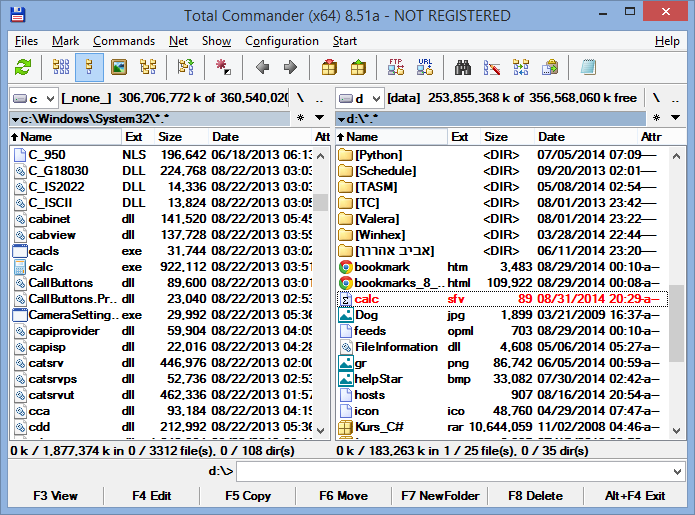 Total Commander (x64) 8.51a - NOT REGISTERED
Files Mark Commands Net Show Configuration Start Help
FTP URL
c [_none_] 306,706,772 k of 360,540,020 \ ..
d [data] 253,855,368 k of 356,568,060 k free \ ..
c:\Windows\System32\*.* * 
d:\*.* *
Name Ext Size Date Att
C_950 NLS 196,642 06/18/2013 06:13
C_G18030 DLL 224,768 08/22/2013 03:03
C_IS2022 DLL 14,336 08/22/2013 03:03
C_ISCII DLL 13,824 08/22/2013 03:05
cabinet dll 141,520 08/22/2013 05:45
cabview dll 137,728 08/22/2013 03:59
cacls exe 31,744 08/22/2013 03:02
calc exe 922,112 08/22/2013 03:51
CallButtons dll 89,600 08/22/2013 03:01
CallButtons.Pr... dll 23,040 08/22/2013 02:53
CameraSetting... exe 29,992 08/22/2013 05:36
capiprovider dll 59,904 08/22/2013 04:09
capisp dll 22,016 08/22/2013 04:28
catsrv dll 446,976 08/22/2013 02:00
catsrvps dll 52,736 08/22/2013 02:53
catsrvut dll 462,336 08/22/2013 01:57
cca dll 93,184 08/22/2013 04:19
cdd dll 212,992 08/22/2013 05:36
0 k / 1,877,374 k in 0 / 3312 file(s), 0 / 108 dir(s)
Name Ext Size Date Attr
[Python] <DIR> 07/05/2014 07:09 ----
[Schedule] <DIR> 09/20/2013 02:01 ----
[TASM] <DIR> 05/08/2014 02:54 ----
[TC] <DIR> 08/01/2013 23:42 ----
[Valera] <DIR> 08/01/2014 23:22 ----
[Winhex] <DIR> 08/22/2014 23:44 ----
[אביב אהרון] <DIR> 06/11/2014 23:20 ----
bookmark htm 3,483 08/29/2014 00:10 -a--
bookmarks_8_... html 109,922 08/29/2014 00:08 -a--
calc sfv 89 08/31/2014 20:29 -a--
Dog jpg 1,899 03/21/2009 16:37 -a--
feeds opml 703 08/29/2014 00:10 -a--
FileInformation dll 4,608 05/06/2014 05:27 -a--
gr png 86,742 06/05/2014 00:59 -a--
helpStar bmp 33,082 07/30/2014 02:42 -a--
hosts 907 08/16/2014 20:54 -a--
icon ico 48,760 04/29/2014 07:47 -a--
Kurs_C# rar 10,644,059 11/02/2008 04:46 -a--
0 k / 183,263 k in 1 / 25 file(s), 0 / 35 dir(s)
d:\>
F3 View F4 Edit F5 Copy F6 Move F7 NewFolder F8 Delete Alt+F4 Exit